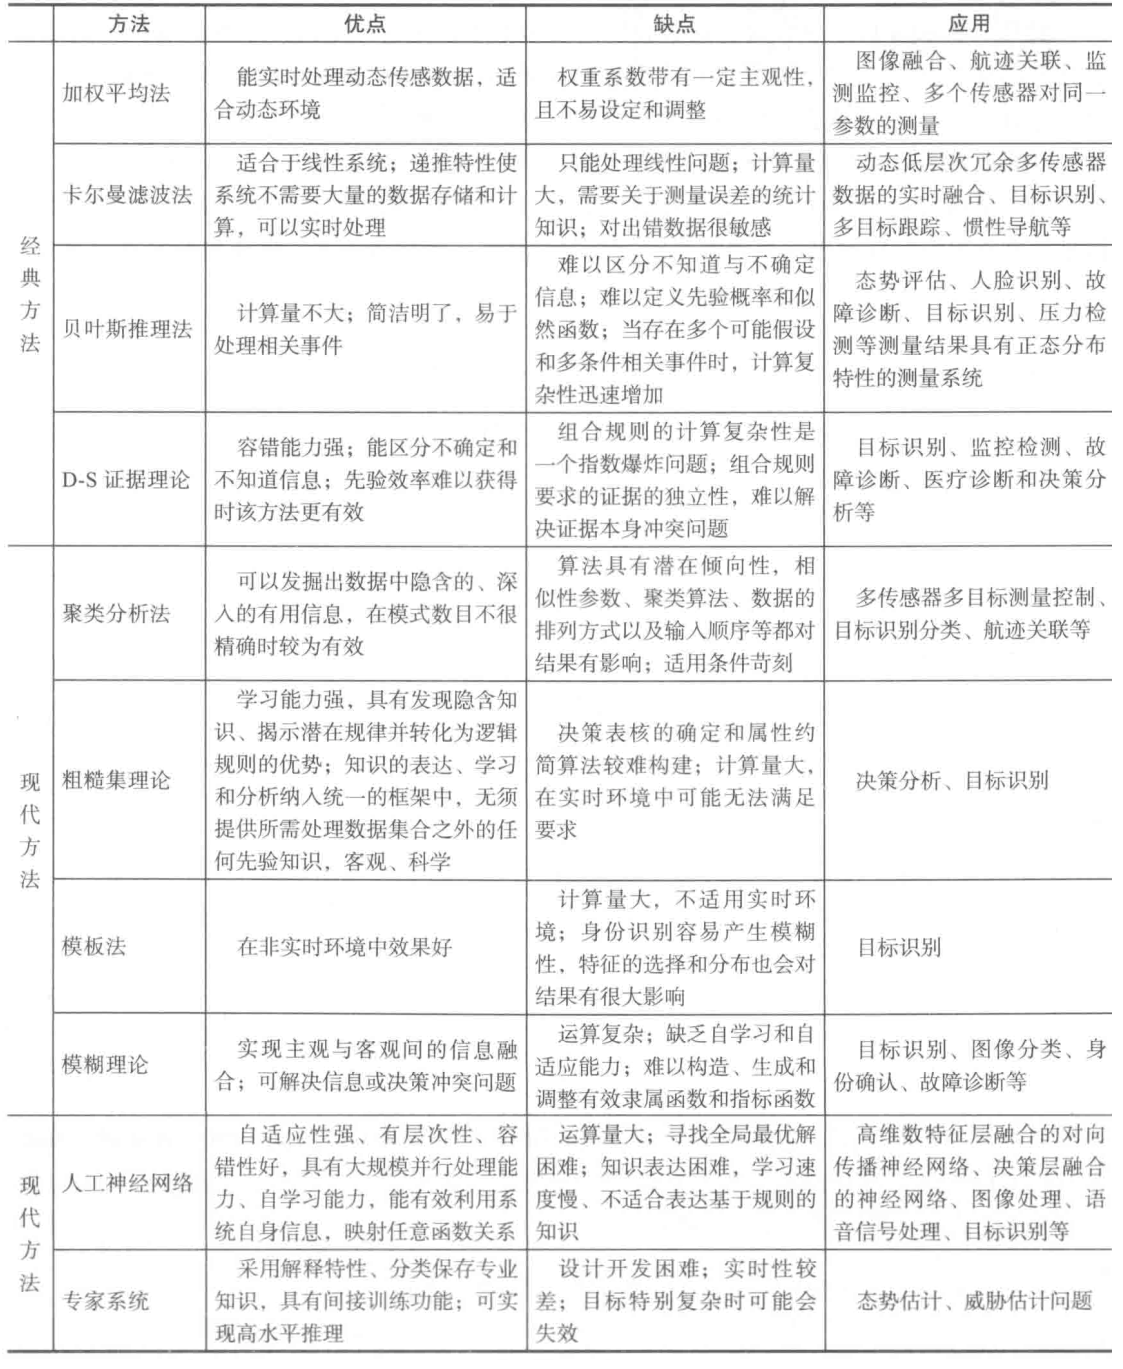 方法 优点 缺点 应用
经典方法
加权平均法
能实时处理动态传感数据，适
合动态环境
权重系数带有一定主观性，
且不易设定和调整
图像融合、航迹关联、监
测监控、多个传感器对同一
参数的测量
卡尔曼滤波法
适合于线性系统；递推特性使
系统不需要大量的数据存储和计
算，可以实时处理
只能处理线性问题；计算量
大，需要关于测量误差的统计
知识；对出错数据很敏感
动态低层次冗余多传感器
数据的实时融合、目标识别、
多目标跟踪、惯性导航等
贝叶斯推理法
计算量不大；简洁明了，易于
处理相关事件
难以区分不知道与不确定
信息；难以定义先验概率和似
然函数；当存在多个可能假设
和多条件相关事件时，计算复
杂性迅速增加
态势评估、人脸识别、故
障诊断、目标识别、压力检
测等测量结果具有正态分布
特性的测量系统
D-S 证据理论
容错能力强；能区分不确定和
不知道信息；先验效率难以获得
时该方法更有效
组合规则的计算复杂性是
一个指数爆炸问题；组合规则
要求的证据的独立性，难以解
决证据本身冲突问题
目标识别、监控检测、故
障诊断、医疗诊断和决策分
析等
现代方法
聚类分析法
可以发掘出数据中隐含的、深
入的有用信息，在模式数目不很
精确时较为有效
算法具有潜在倾向性，相
似性参数、聚类算法、数据的
排列方式以及输入顺序等都对
结果有影响；适用条件苛刻
多传感器多目标测量控制、
目标识别分类、航迹关联等
粗糙集理论
学习能力强，具有发现隐含知
识、揭示潜在规律并转化为逻辑
规则的优势；知识的表达、学习
和分析纳入统一的框架中，无须
提供所需处理数据集合之外的任
何先验知识，客观、科学
决策表核的确定和属性约
简算法较难构建；计算量大，
在实时环境中可能无法满足
要求
决策分析、目标识别
模板法
在非实时环境中效果好
计算量大，不适用实时环
境；身份识别容易产生模糊
性，特征的选择和分布也会对
结果有很大影响
目标识别
模糊理论
实现主观与客观间的信息融
合；可解决信息或决策冲突问题
运算复杂；缺乏自学习和自
适应能力；难以构造、生成和
调整有效隶属函数和指标函数
目标识别、图像分类、身
份确认、故障诊断等
现代方法
人工神经网络
自适应性强、有层次性、容
错性好，具有大规模并行处理能
力、自学习能力，能有效利用系
统自身信息，映射任意函数关系
运算量大；寻找全局最优解
困难；知识表达困难，学习速
度慢、不适合表达基于规则的
知识
高维数特征层融合的对向
传播神经网络、决策层融合
的神经网络、图像处理、语
音信号处理、目标识别等
专家系统
采用解释特性、分类保存专业
知识，具有间接训练功能；可实
现高水平推理
设计开发困难；实时性较
差；目标特别复杂时可能会
失效
态势估计、威胁估计问题